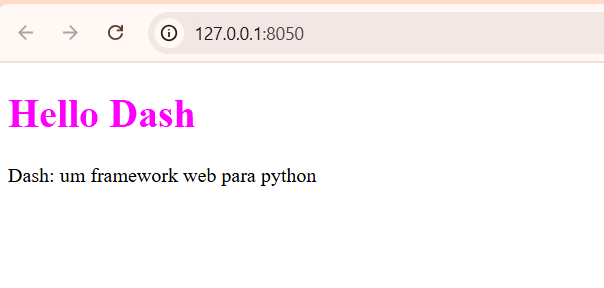 127.0.0.1:8050
Hello Dash
Dash: um framework web para python